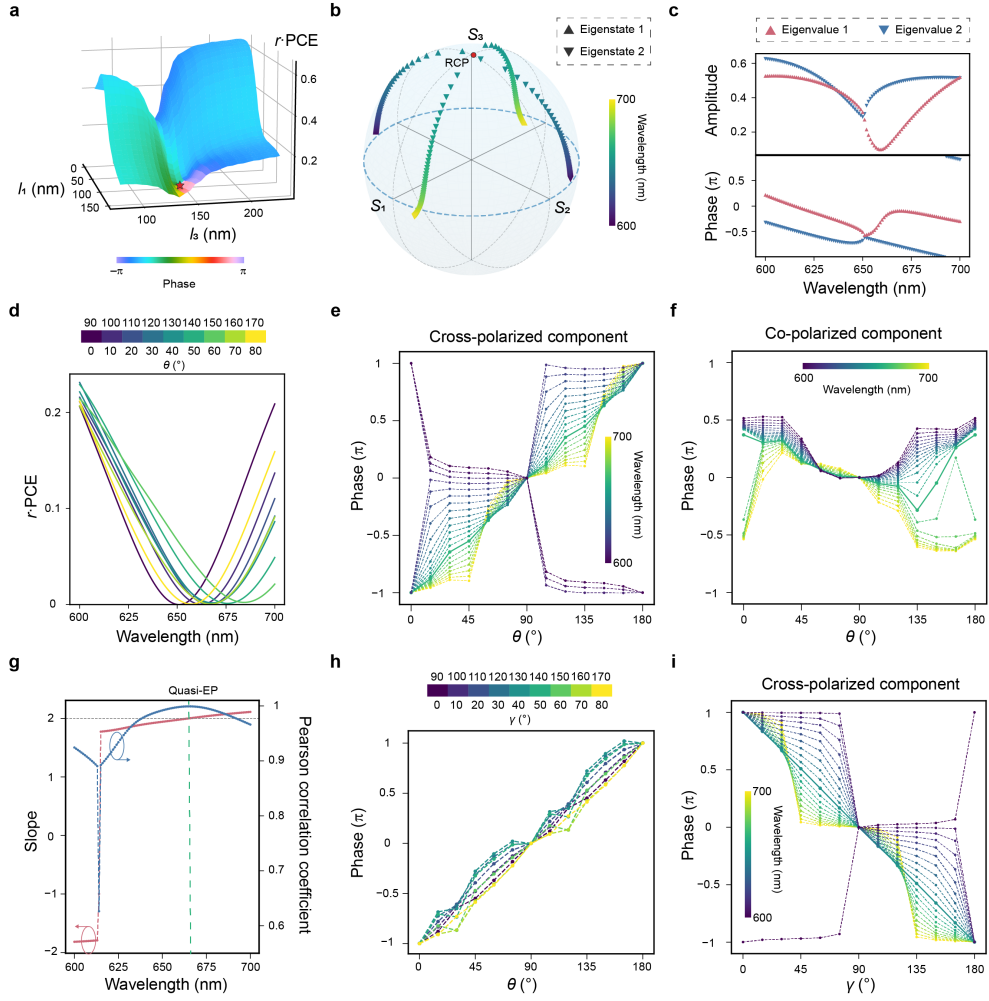 a
r·PCE
0.6
0.4
0.2
l₁ (nm)
0
50
100
150
100
130
200
l₃ (nm)
−π
π
Phase
b
S₃
RCP
Eigenstate 1
Eigenstate 2
S₁
S₂
700
Wavelength (nm)
600
c
Eigenvalue 1
Eigenvalue 2
Amplitude
0.6
0.4
0.2
Phase (π)
0.5
0
−0.5
600
625
650
675
700
Wavelength (nm)
d
90 100 110 120 130 140 150 160 170
0 10 20 30 40 50 60 70 80
θ (°)
r·PCE
0.2
0.1
0
600
625
650
675
700
Wavelength (nm)
e
Cross-polarized component
Phase (π)
1
0.5
0
−0.5
−1
700
Wavelength (nm)
600
0
45
90
135
180
θ (°)
f
Co-polarized component
600
700
Wavelength (nm)
Phase (π)
1
0.5
0
−0.5
−1
0
45
90
135
180
θ (°)
g
Quasi-EP
Slope
2
1
0
−1
−2
1
0.9
0.8
0.7
0.6
Pearson correlation coefficient
600
625
650
675
700
Wavelength (nm)
h
90 100 110 120 130 140 150 160 170
0 10 20 30 40 50 60 70 80
γ (°)
Phase (π)
1
0.5
0
−0.5
−1
0
45
90
135
180
θ (°)
i
Cross-polarized component
Phase (π)
1
0.5
0
−0.5
−1
700
Wavelength (nm)
600
0
45
90
135
180
γ (°)